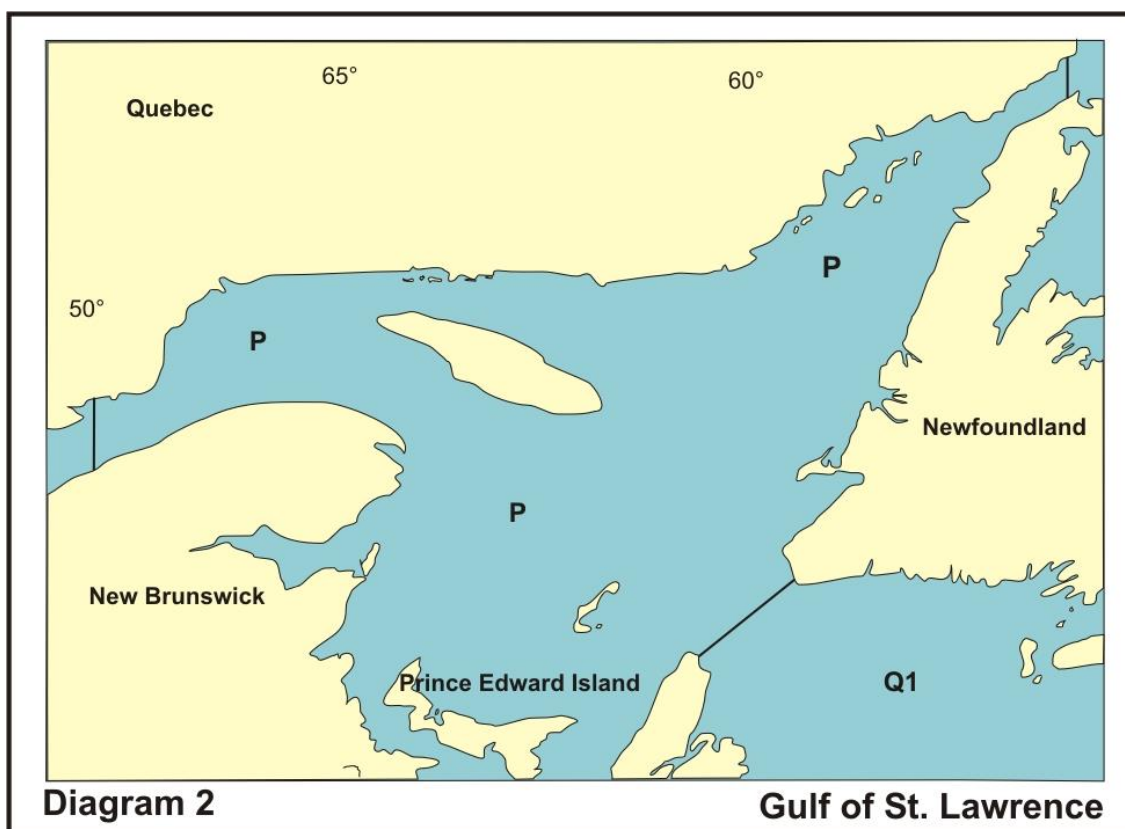 65°
60°
Quebec
P
50°
P
Newfoundland
P
New Brunswick
Prince Edward Island
Q1
Diagram 2
Gulf of St. Lawrence